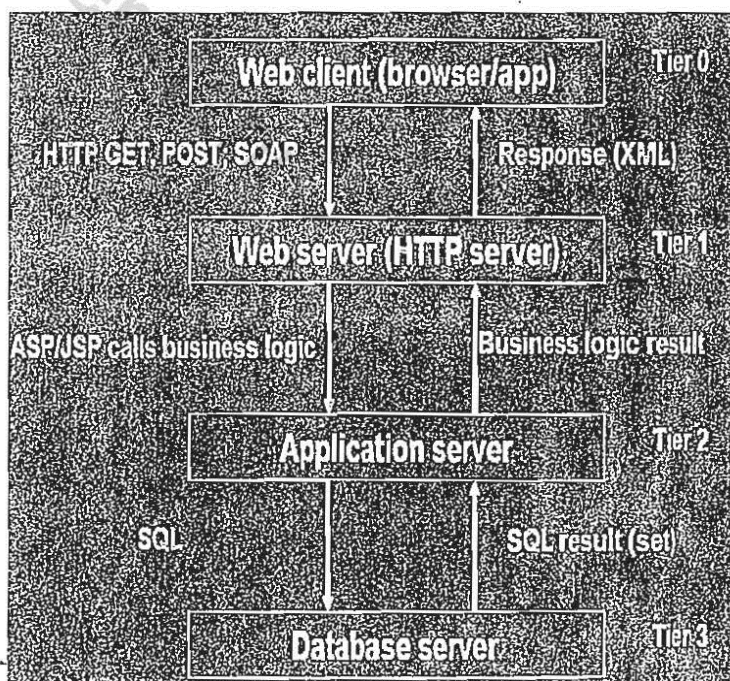 Web client (browser/app) Tier 0
HTTP GET, POST, SOAP Response (XML)
Web server (HTTP server) Tier 1
ASP/JSP calls business logic Business logic result
Application server Tier 2
SQL SQL result (set)
Database server Tier 3